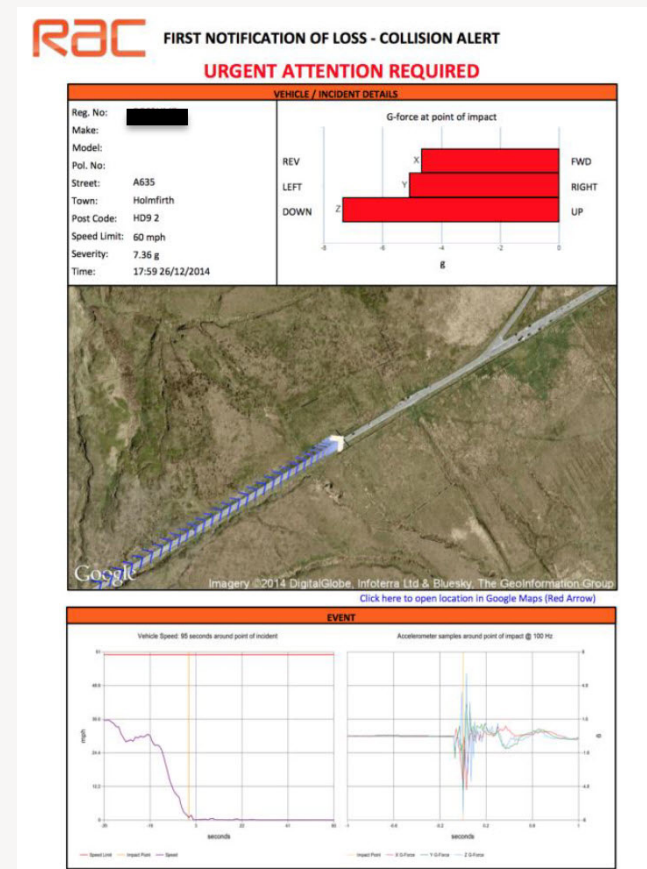 RAC
FIRST NOTIFICATION OF LOSS - COLLISION ALERT
URGENT ATTENTION REQUIRED
VEHICLE / INCIDENT DETAILS
Reg. No:
Make:
Model:
Pol. No:
Street: A635
Town: Holmfirth
Post Code: HD9 2
Speed Limit: 60 mph
Severity: 7.36 g
Time: 17:59 26/12/2014
G-force at point of impact
REV X FWD
LEFT Y RIGHT
DOWN Z UP
-8 -6 -4 -2 0
g
Google
Imagery ©2014 DigitalGlobe, Infoterra Ltd & Bluesky, The GeoInformation Group
Click here to open location in Google Maps (Red Arrow)
EVENT
Vehicle Speed: 95 seconds around point of incident
mph
0
seconds
Speed Limit Impact Point Speed
Accelerometer samples around point of impact @ 100 Hz
seconds
Impact Point X G-Force Y G-Force Z G-Force